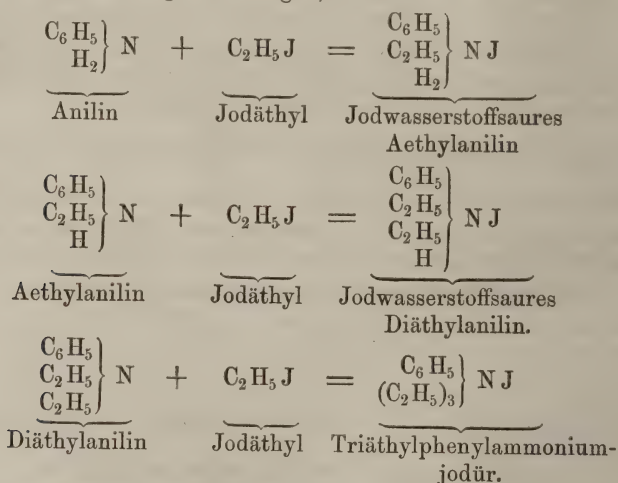 C₆H₅
H₂} N + C₂H₅J = C₆H₅
C₂H₅
H₂} NJ
Anilin Jodäthyl Jodwasserstoffsaures
Aethylanilin
C₆H₅
C₂H₅
H} N + C₂H₅J = C₆H₅
C₂H₅
C₂H₅
H} NJ
Aethylanilin Jodäthyl Jodwasserstoffsaures
Diäthylanilin.
C₆H₅
C₂H₅
C₂H₅} N + C₂H₅J = C₆H₅
(C₂H₅)₃} NJ
Diäthylanilin Jodäthyl Triäthylphenylammonium-
jodür.